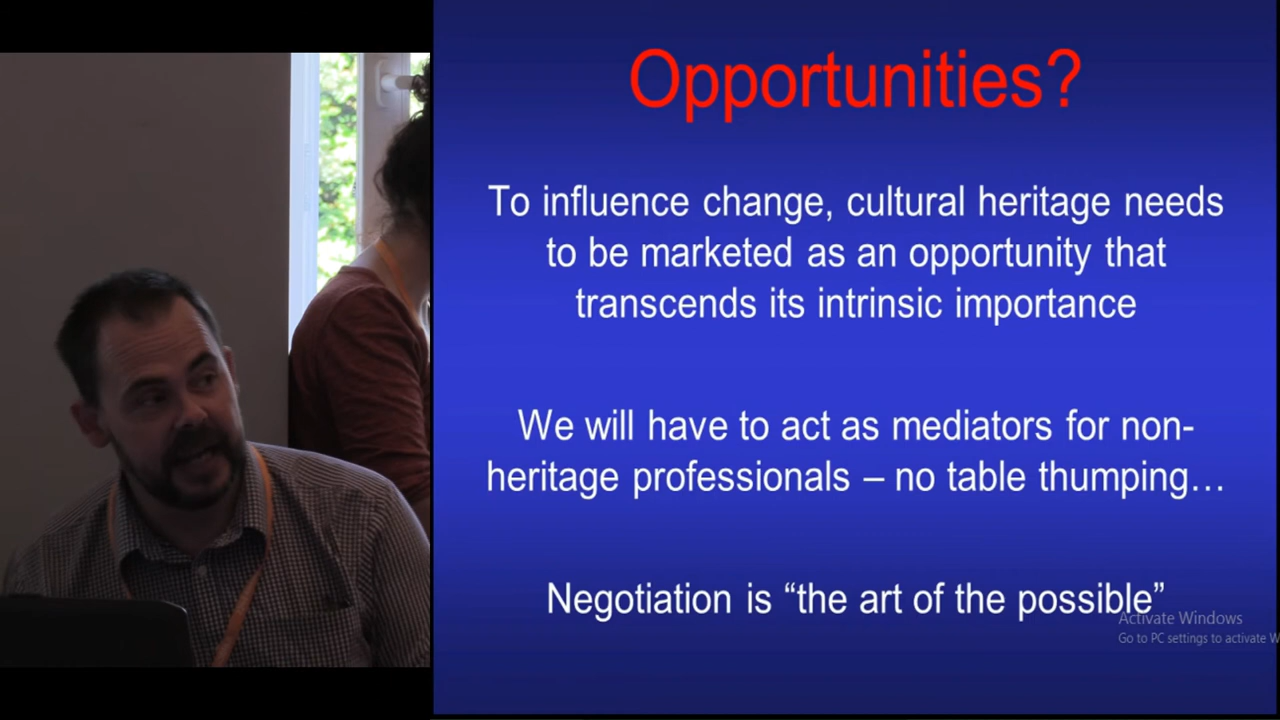 Opportunities?
To influence change, cultural heritage needs
to be marketed as an opportunity that
transcends its intrinsic importance
We will have to act as mediators for non-
heritage professionals – no table thumping…
Negotiation is “the art of the possible”
Activate Windows
Go to PC settings to activate W